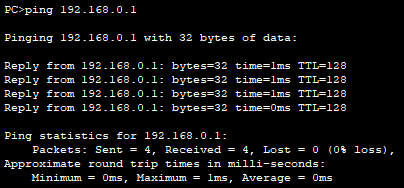 PC>ping 192.168.0.1
Pinging 192.168.0.1 with 32 bytes of data:
Reply from 192.168.0.1: bytes=32 time=1ms TTL=128
Reply from 192.168.0.1: bytes=32 time=1ms TTL=128
Reply from 192.168.0.1: bytes=32 time=1ms TTL=128
Reply from 192.168.0.1: bytes=32 time=0ms TTL=128
Ping statistics for 192.168.0.1:
Packets: Sent = 4, Received = 4, Lost = 0 (0% loss),
Approximate round trip times in milli-seconds:
Minimum = 0ms, Maximum = 1ms, Average = 0ms